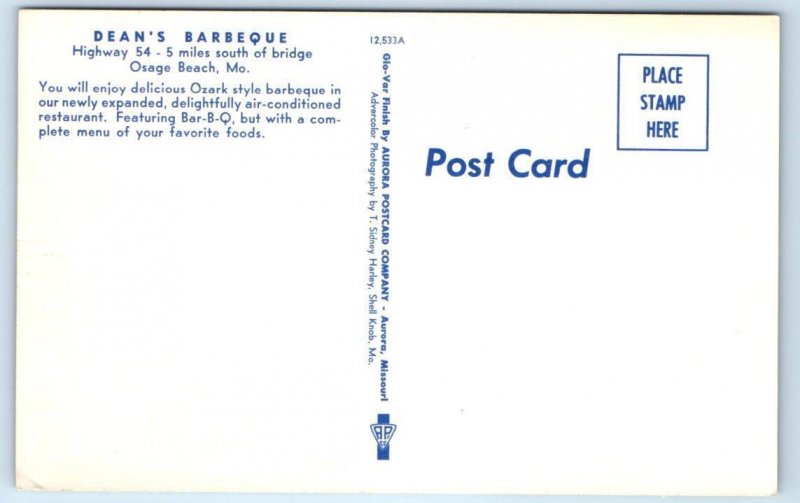 DEAN'S BARBEQUE
Highway 54 - 5 miles south of bridge
Osage Beach, Mo.
You will enjoy delicious Ozark style barbeque in
our newly expanded, delightfully air-conditioned
restaurant. Featuring Bar-B-Q, but with a com-
plete menu of your favorite foods.
12,533A
Glo-Var Finish By AURORA POSTCARD COMPANY - Aurora, Missouri
Advercolor Photography by T. Sidney Harley, Shell Knob, Mo.
Post Card
PLACE
STAMP
HERE